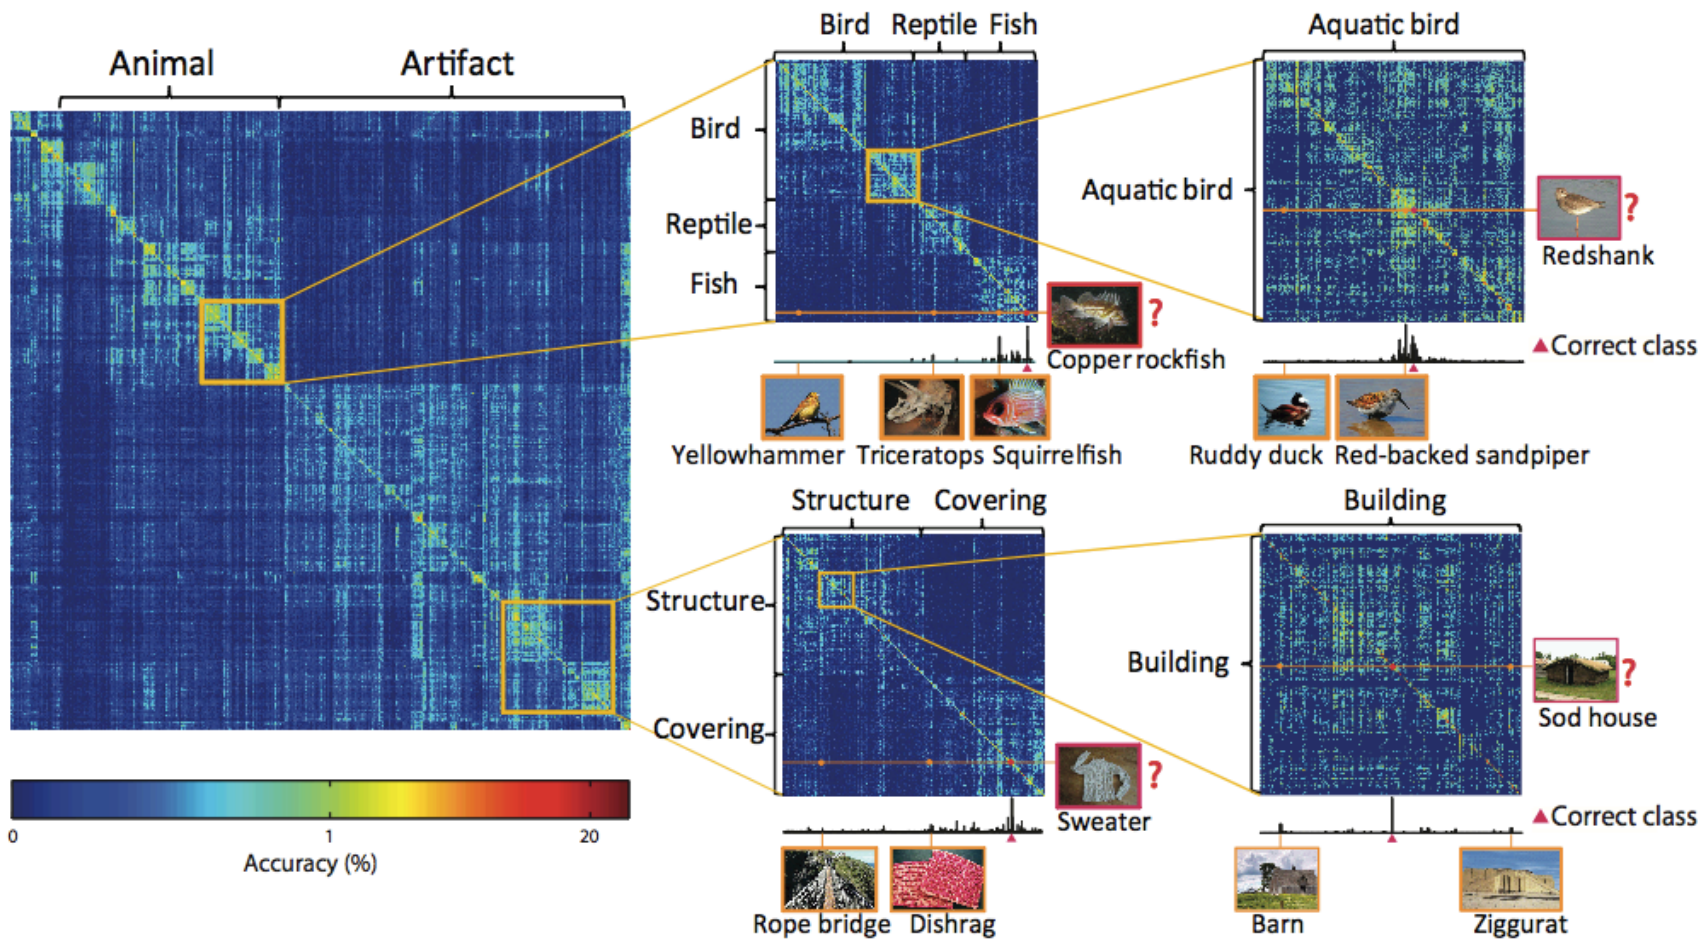 Animal
Artifact
0
1
20
Accuracy (%)
Bird Reptile Fish
Bird
Reptile
Fish
?
Copper rockfish
Yellowhammer Triceratops Squirrelfish
Aquatic bird
Aquatic bird
?
Redshank
▲Correct class
Ruddy duck Red-backed sandpiper
Structure Covering
Structure
Covering
?
Sweater
Rope bridge Dishrag
Building
Building
?
Sod house
▲Correct class
Barn
Ziggurat